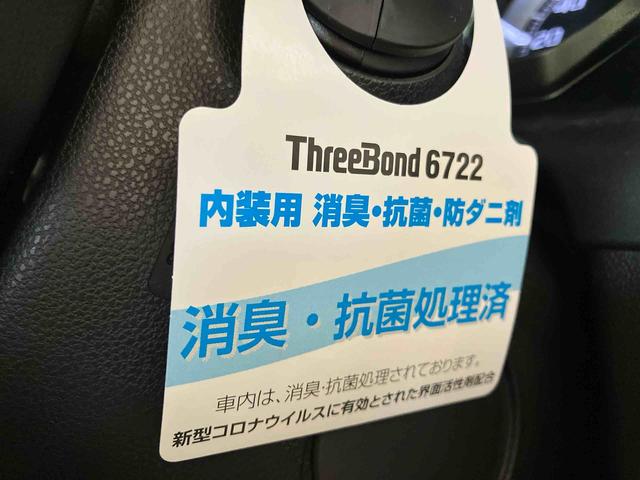 ThreeBond 6722
内装用 消臭・抗菌・防ダニ剤
消臭・抗菌処理済
車内は、消臭・抗菌処理されております。
新型コロナウイルスに有効とされた界面活性剤配合